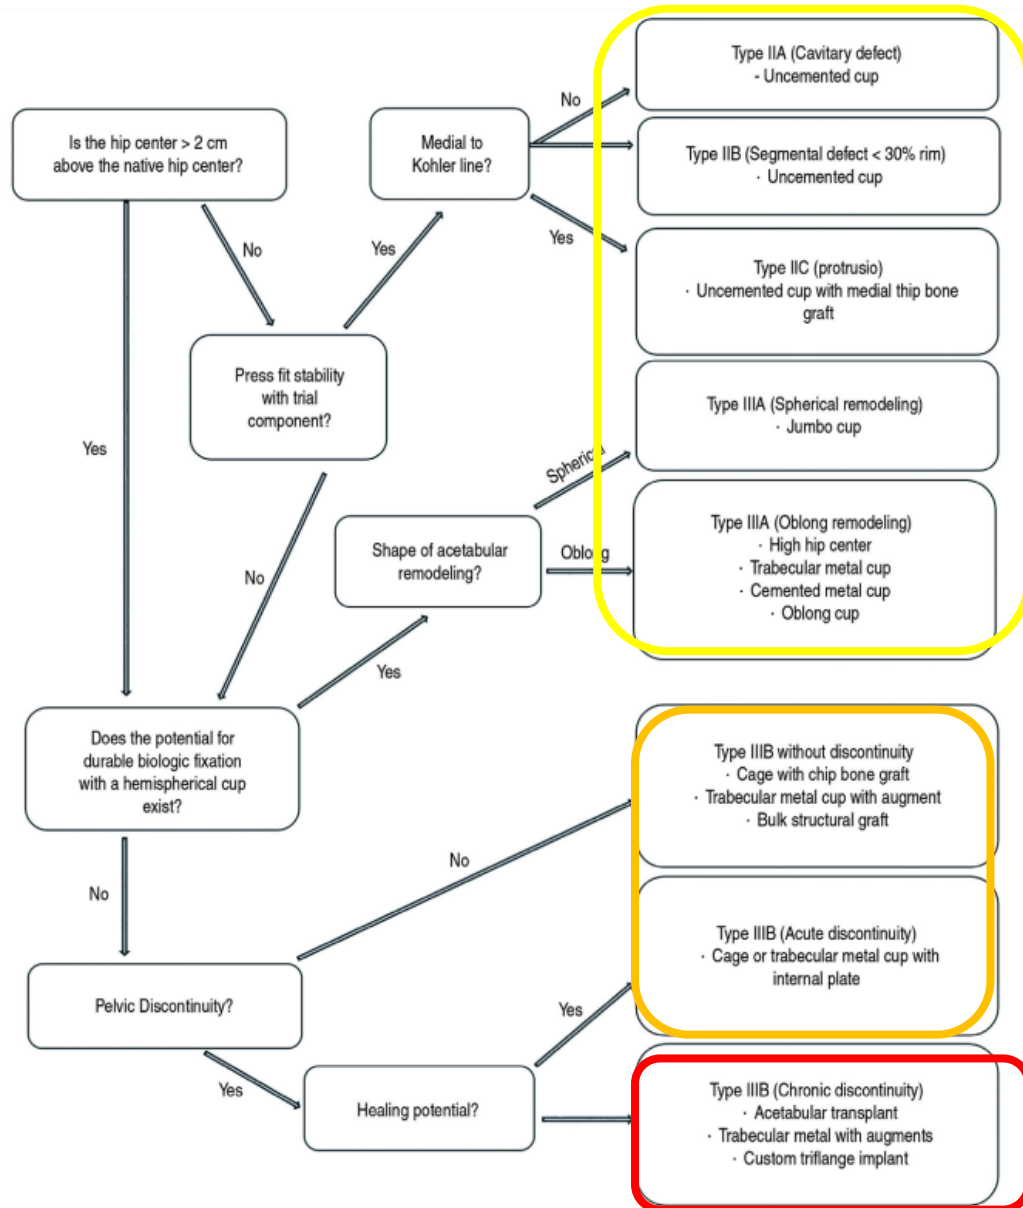 Is the hip center > 2 cm
above the native hip center?
Medial to
Kohler line?
No
Yes
Type IIA (Cavitary defect)
- Uncemented cup
Type IIB (Segmental defect < 30% rim)
· Uncemented cup
Type IIC (protrusio)
· Uncemented cup with medial thip bone
graft
No
Yes
Press fit stability
with trial
component?
Yes
No
Shape of acetabular
remodeling?
Spherical
Oblong
Type IIIA (Spherical remodeling)
· Jumbo cup
Type IIIA (Oblong remodeling)
· High hip center
· Trabecular metal cup
· Cemented metal cup
· Oblong cup
Yes
Does the potential for
durable biologic fixation
with a hemispherical cup
exist?
No
No
Type IIIB without discontinuity
· Cage with chip bone graft
· Trabecular metal cup with augment
· Bulk structural graft
Type IIIB (Acute discontinuity)
· Cage or trabecular metal cup with
internal plate
Pelvic Discontinuity?
Yes
Yes
Healing potential?
Type IIIB (Chronic discontinuity)
· Acetabular transplant
· Trabecular metal with augments
· Custom triflange implant